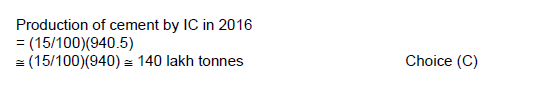 Production of cement by IC in 2016
= (15/100)(940.5)
≅ (15/100)(940) ≅ 140 lakh tonnes Choice (C)